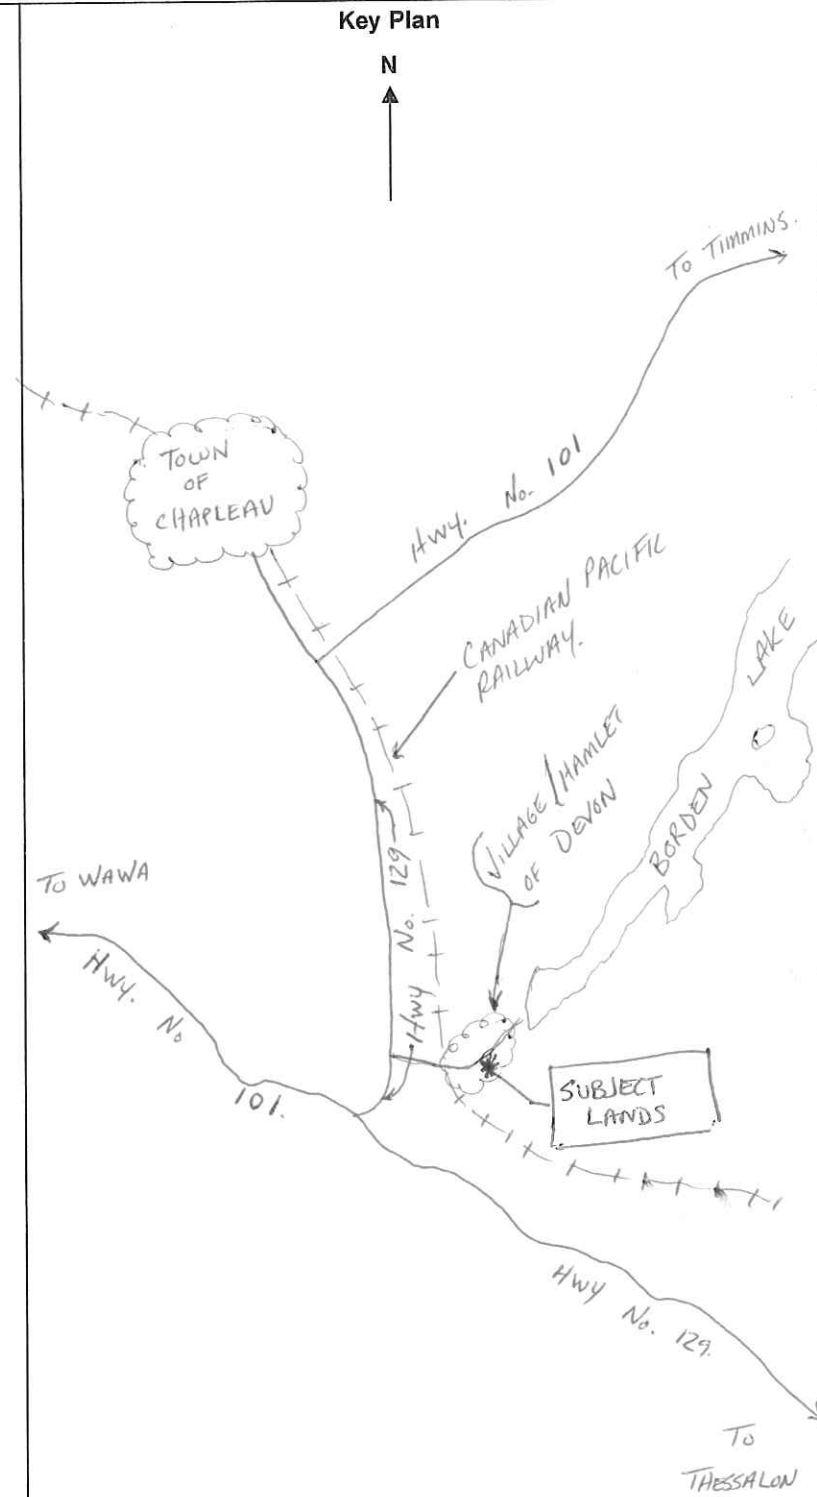 Key Plan
N
TO TIMMINS.
TOWN
OF
CHAPLEAU
HWY. No. 101
CANADIAN PACIFIC
RAILWAY.
LAKE
BORDEN
VILLAGE/HAMLET
OF DEVON
TO WAWA
HWY No. 129
HWY. No
101.
SUBJECT
LANDS
HWY No. 129.
TO
THESSALON